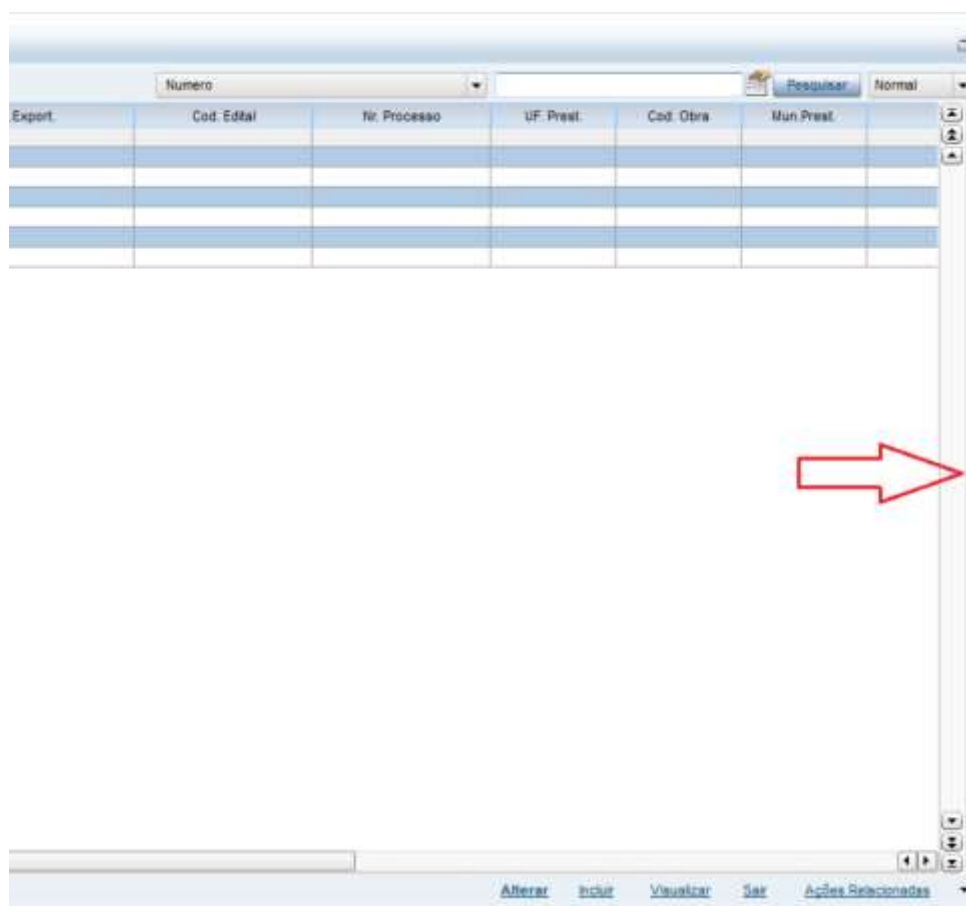 Numero Pesquisar Normal
Export. Cod. Edital Nr. Processo UF. Prest. Cod. Obra Mun.Prest.
Alterar Incluir Visualizar Sair Ações Relacionadas